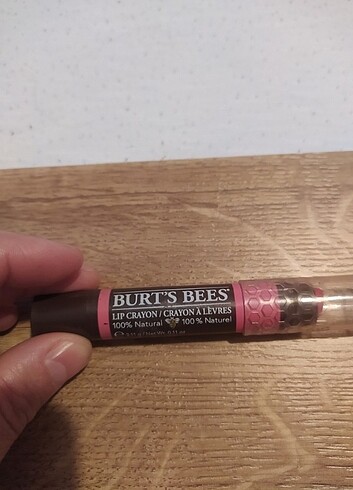 BURT'S BEES
LIP CRAYON / CRAYON À LÈVRES
100% Natural 100% Naturel